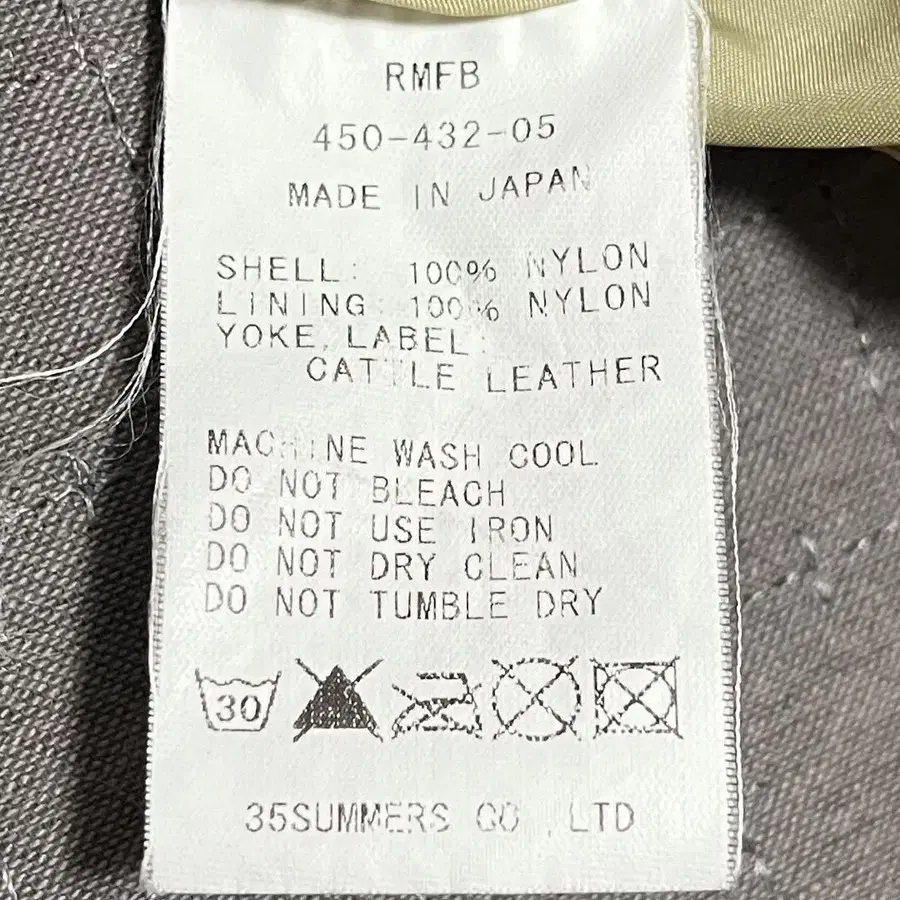 RMFB
450-432-05
MADE IN JAPAN
SHELL: 100% NYLON
LINING: 100% NYLON
YOKE, LABEL:
CATTLE LEATHER
MACHINE WASH COOL
DO NOT BLEACH
DO NOT USE IRON
DO NOT DRY CLEAN
DO NOT TUMBLE DRY
30
35SUMMERS CO.,LTD